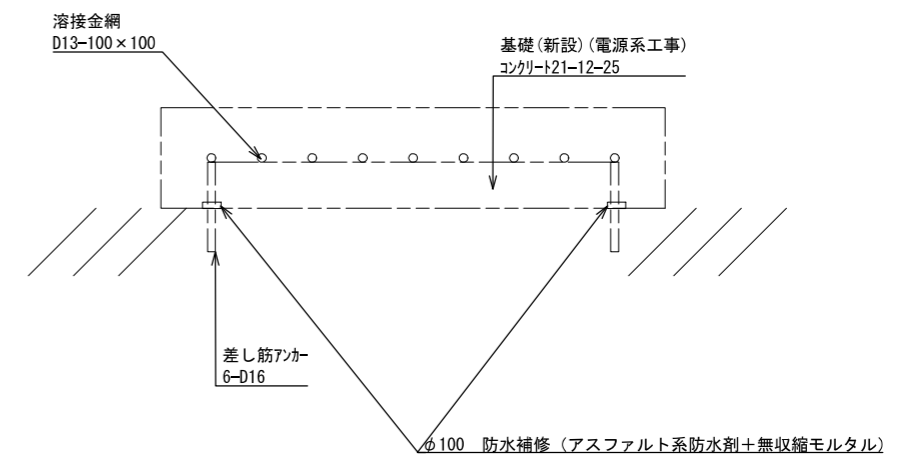 溶接金網
D13-100×100
基礎(新設)(電源系工事)
ｺﾝｸﾘｰﾄ21-12-25
差し筋ｱﾝｶｰ
6-D16
φ100　防水補修（アスファルト系防水剤＋無収縮モルタル）